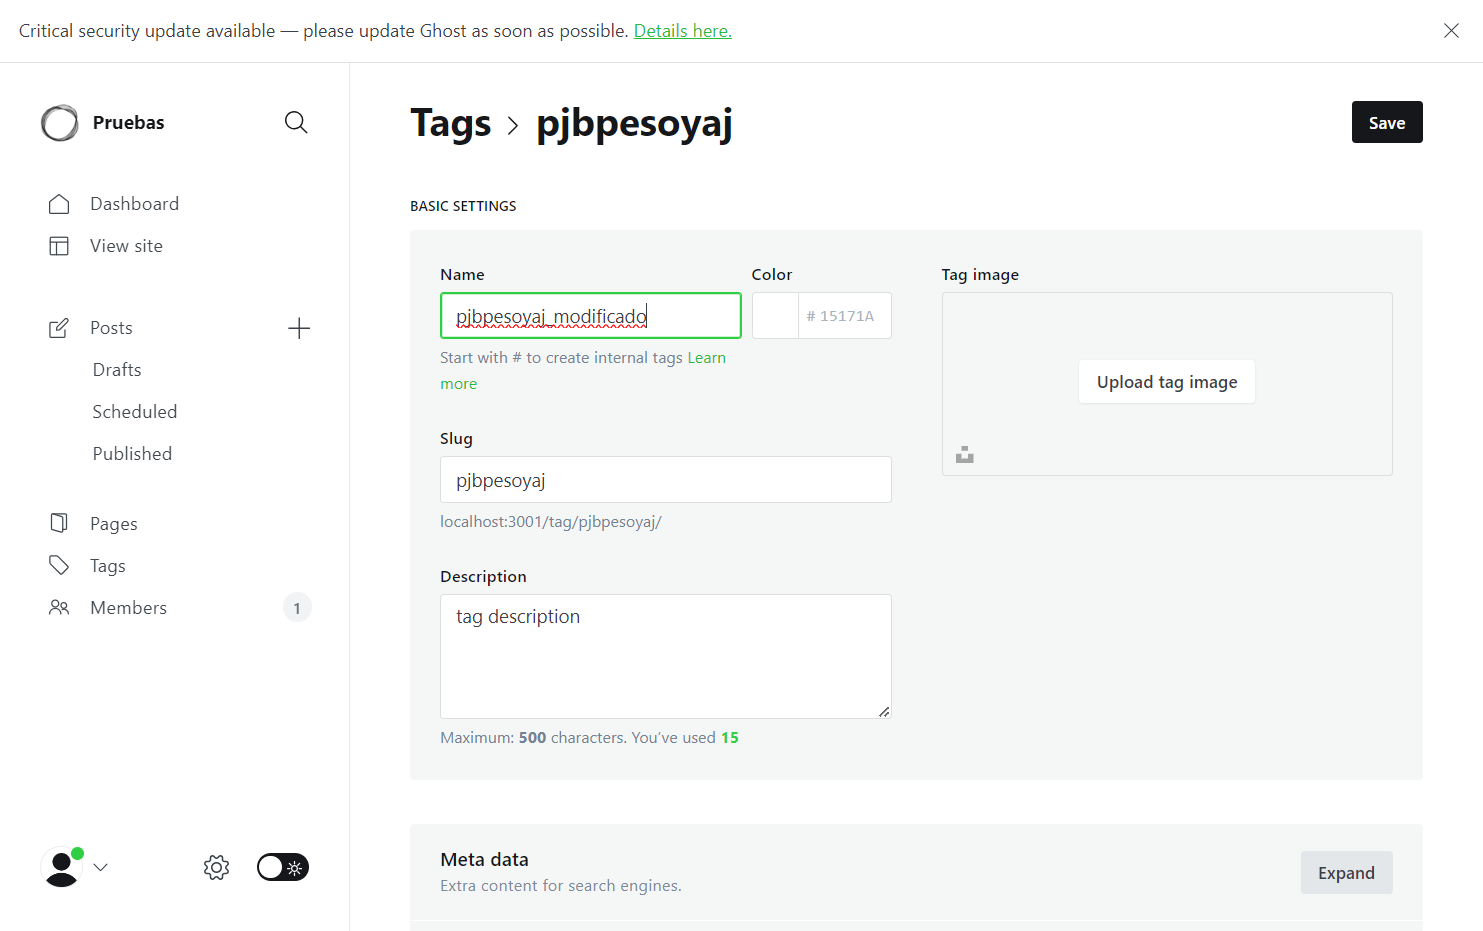 Critical security update available — please update Ghost as soon as possible. Details here.
Pruebas
Dashboard
View site
Posts
Drafts
Scheduled
Published
Pages
Tags
Members
1
Tags > pjbpesoyaj
Save
BASIC SETTINGS
Name
pjbpesoyaj_modificado
Start with # to create internal tags Learn
more
Color
# 15171A
Slug
pjbpesoyaj
localhost:3001/tag/pjbpesoyaj/
Description
tag description
Maximum: 500 characters. You’ve used 15
Tag image
Upload tag image
Meta data
Extra content for search engines.
Expand